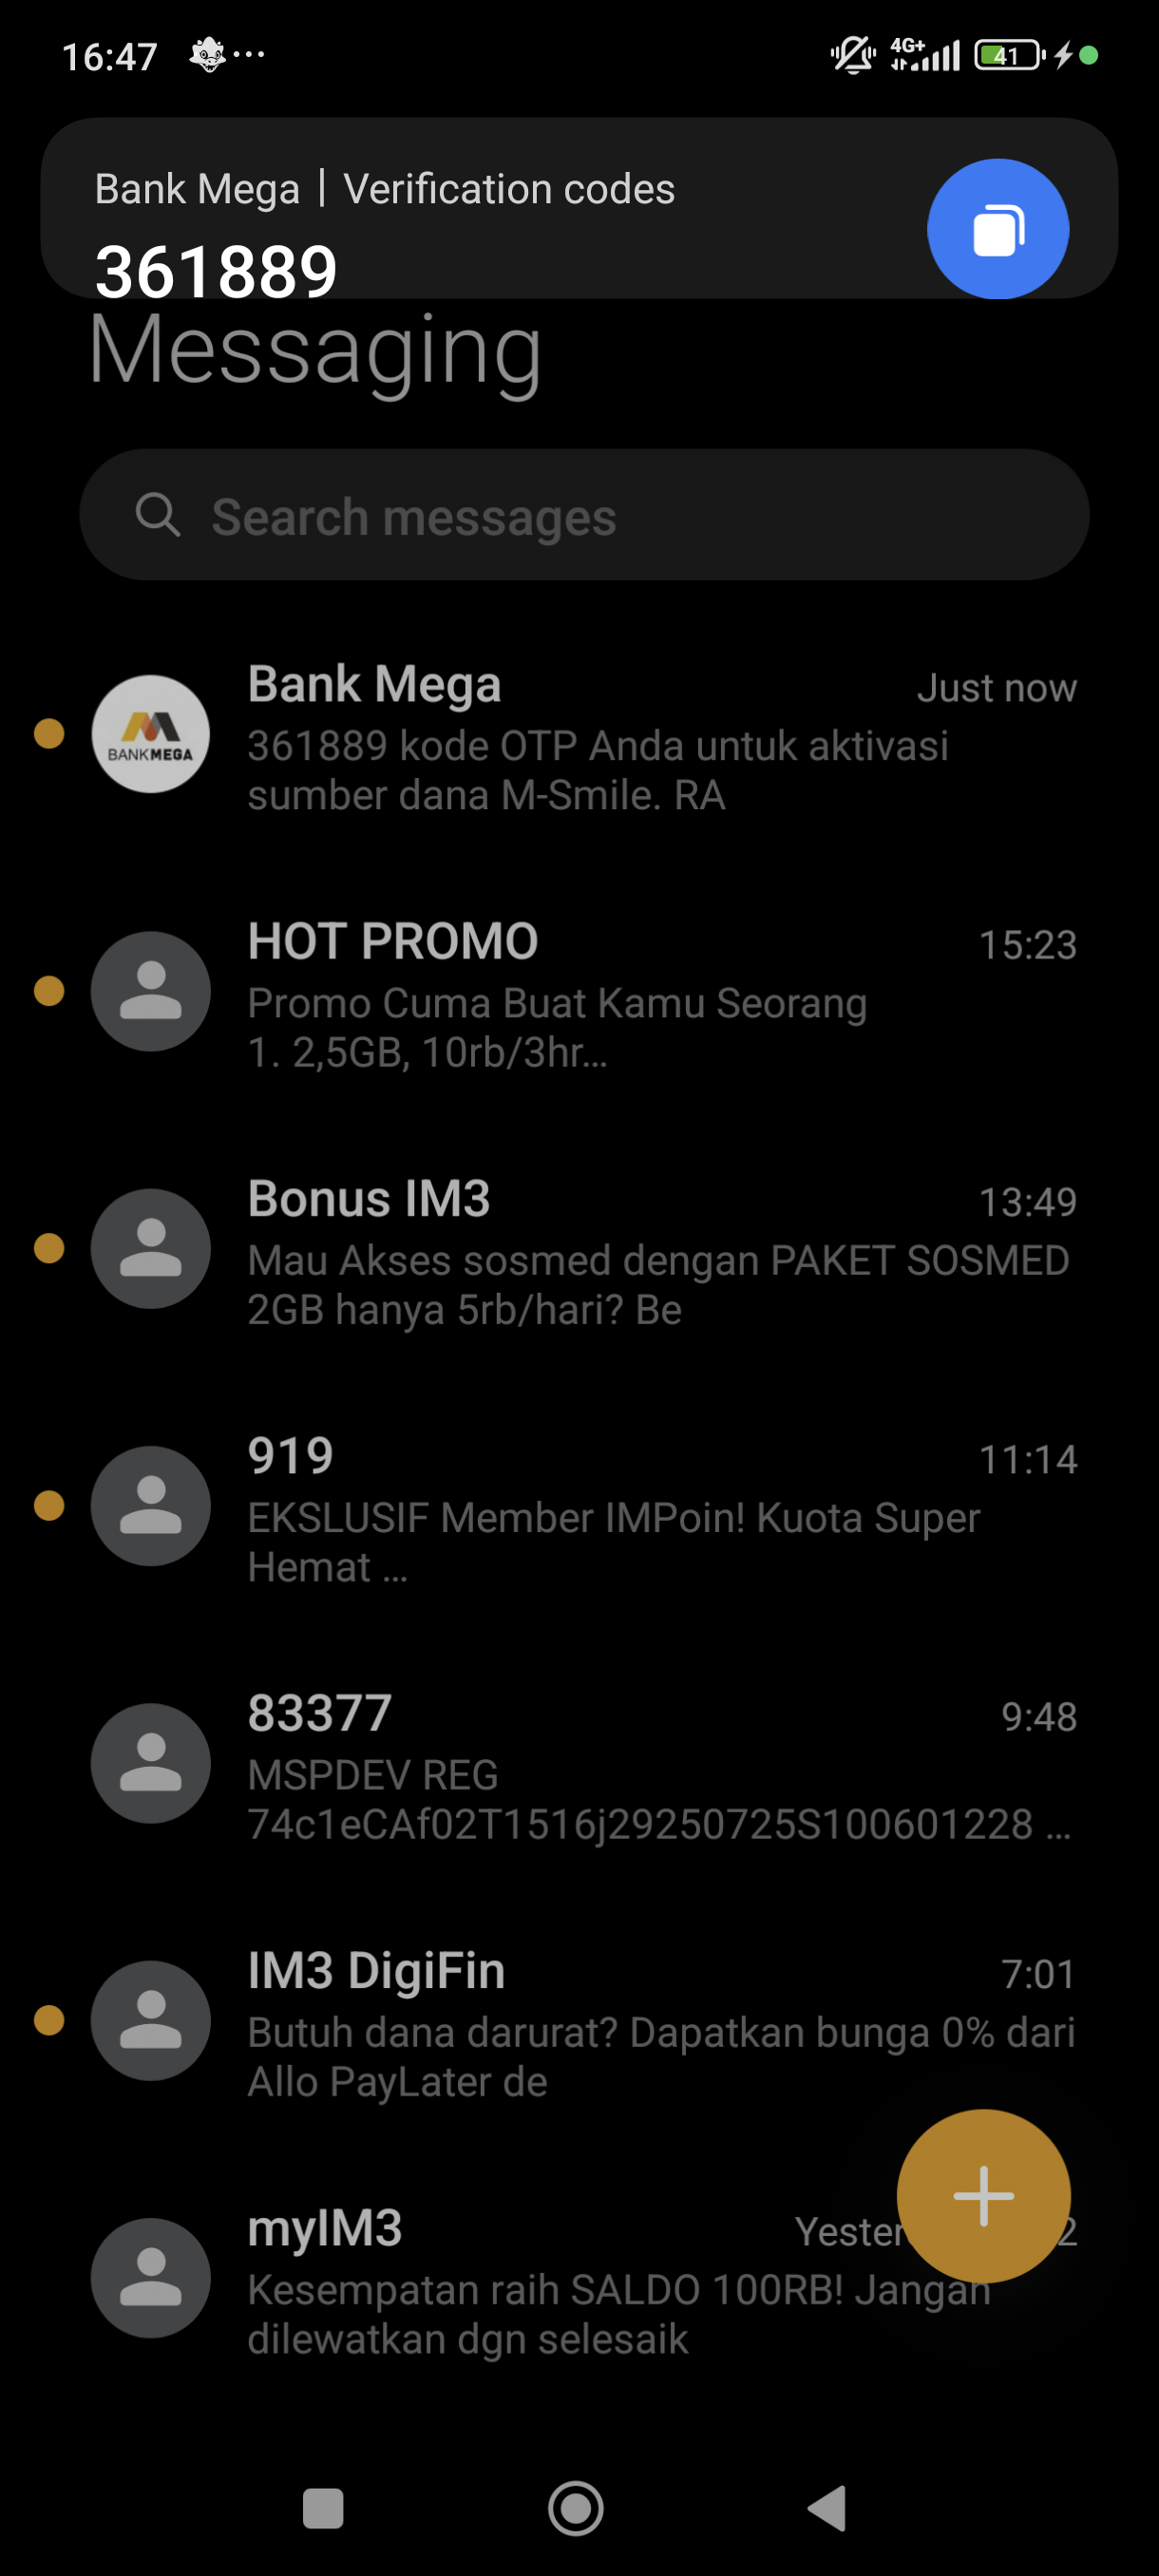 16:47
4G+
41
Bank Mega | Verification codes
361889
Messaging
Search messages
Bank Mega
Just now
BANKMEGA
361889 kode OTP Anda untuk aktivasi
sumber dana M-Smile. RA
HOT PROMO
15:23
Promo Cuma Buat Kamu Seorang
1. 2,5GB, 10rb/3hr...
Bonus IM3
13:49
Mau Akses sosmed dengan PAKET SOSMED
2GB hanya 5rb/hari? Be
919
11:14
EKSLUSIF Member IMPoin! Kuota Super
Hemat ...
83377
9:48
MSPDEV REG
74c1eCAf02T1516j29250725S100601228 ...
IM3 DigiFin
7:01
Butuh dana darurat? Dapatkan bunga 0% dari
Allo PayLater de
myIM3
Kesempatan raih SALDO 100RB! Jangan
dilewatkan dgn selesaik